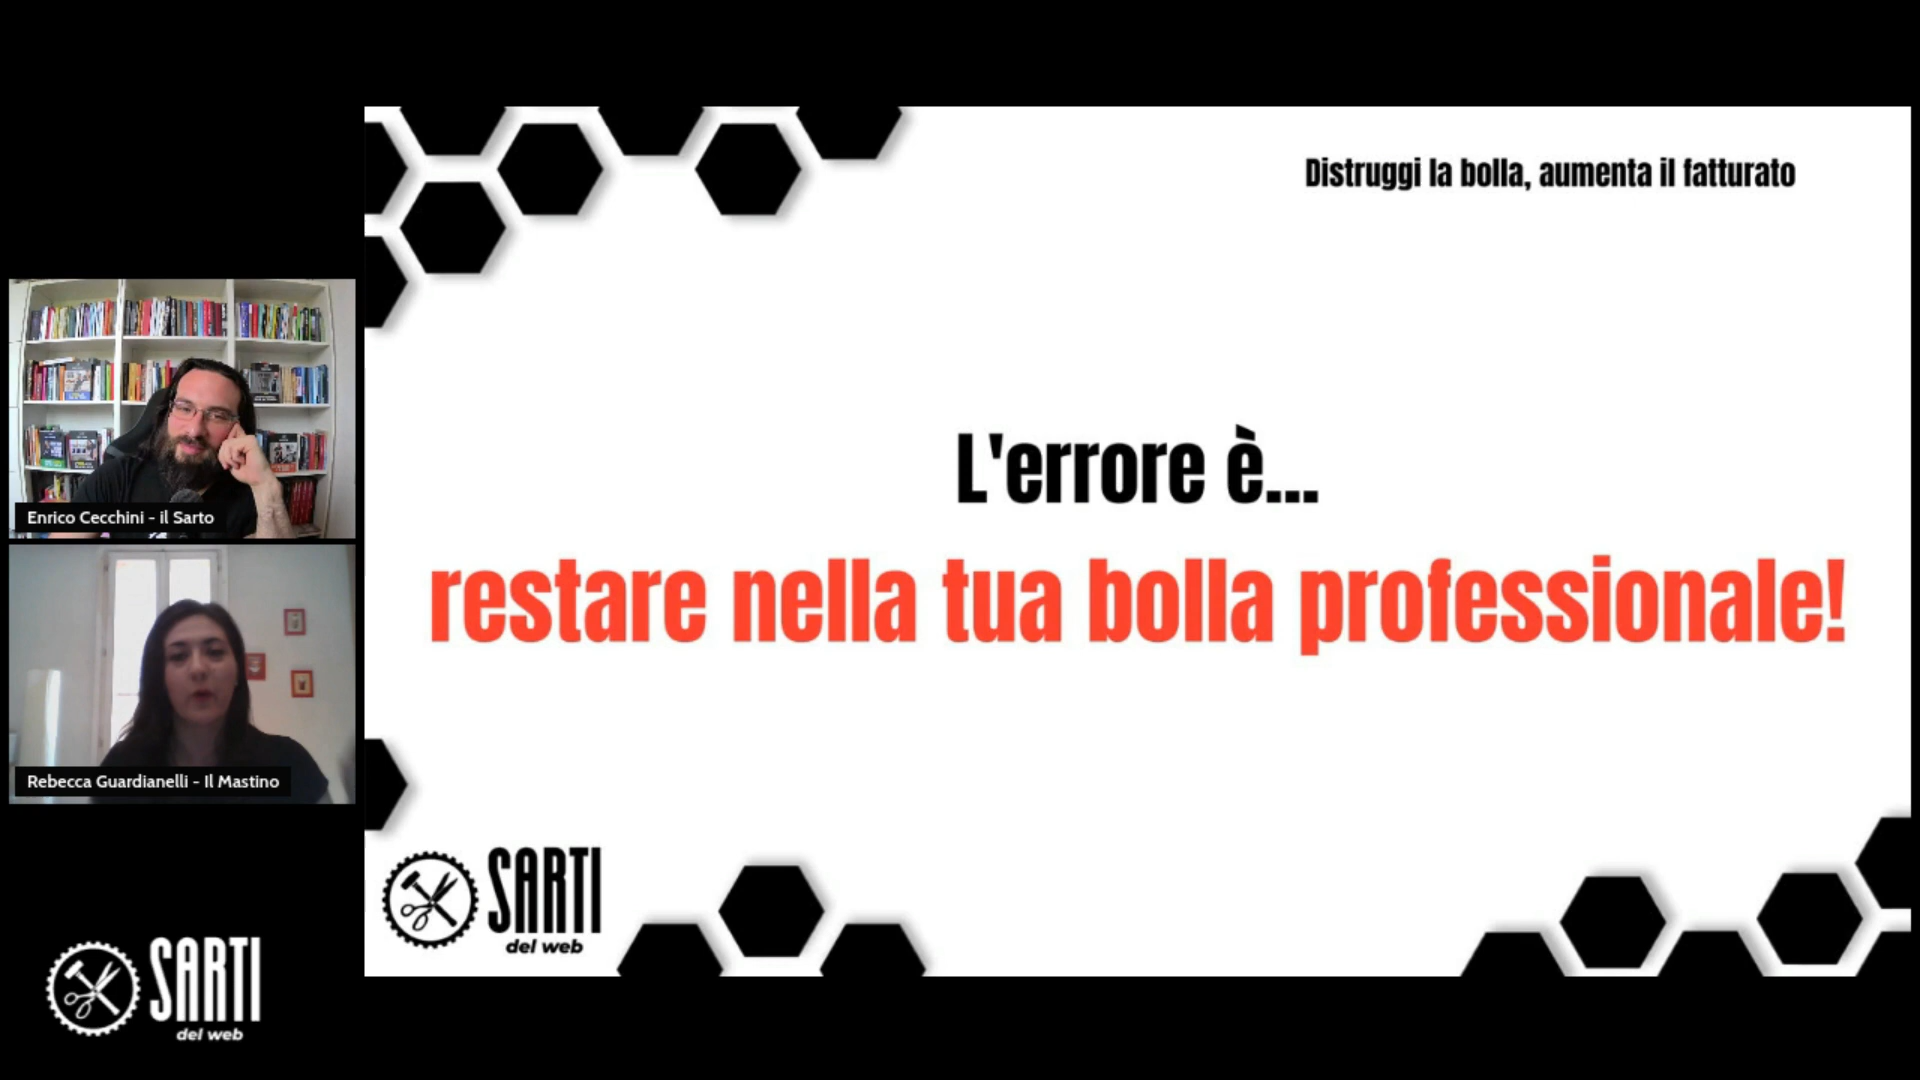 Distruggi la bolla, aumenta il fatturato
L'errore è...
restare nella tua bolla professionale!
Enrico Cecchini - il Sarto
Rebecca Guardianelli - Il Mastino
SARTI
del web
SARTI
del web